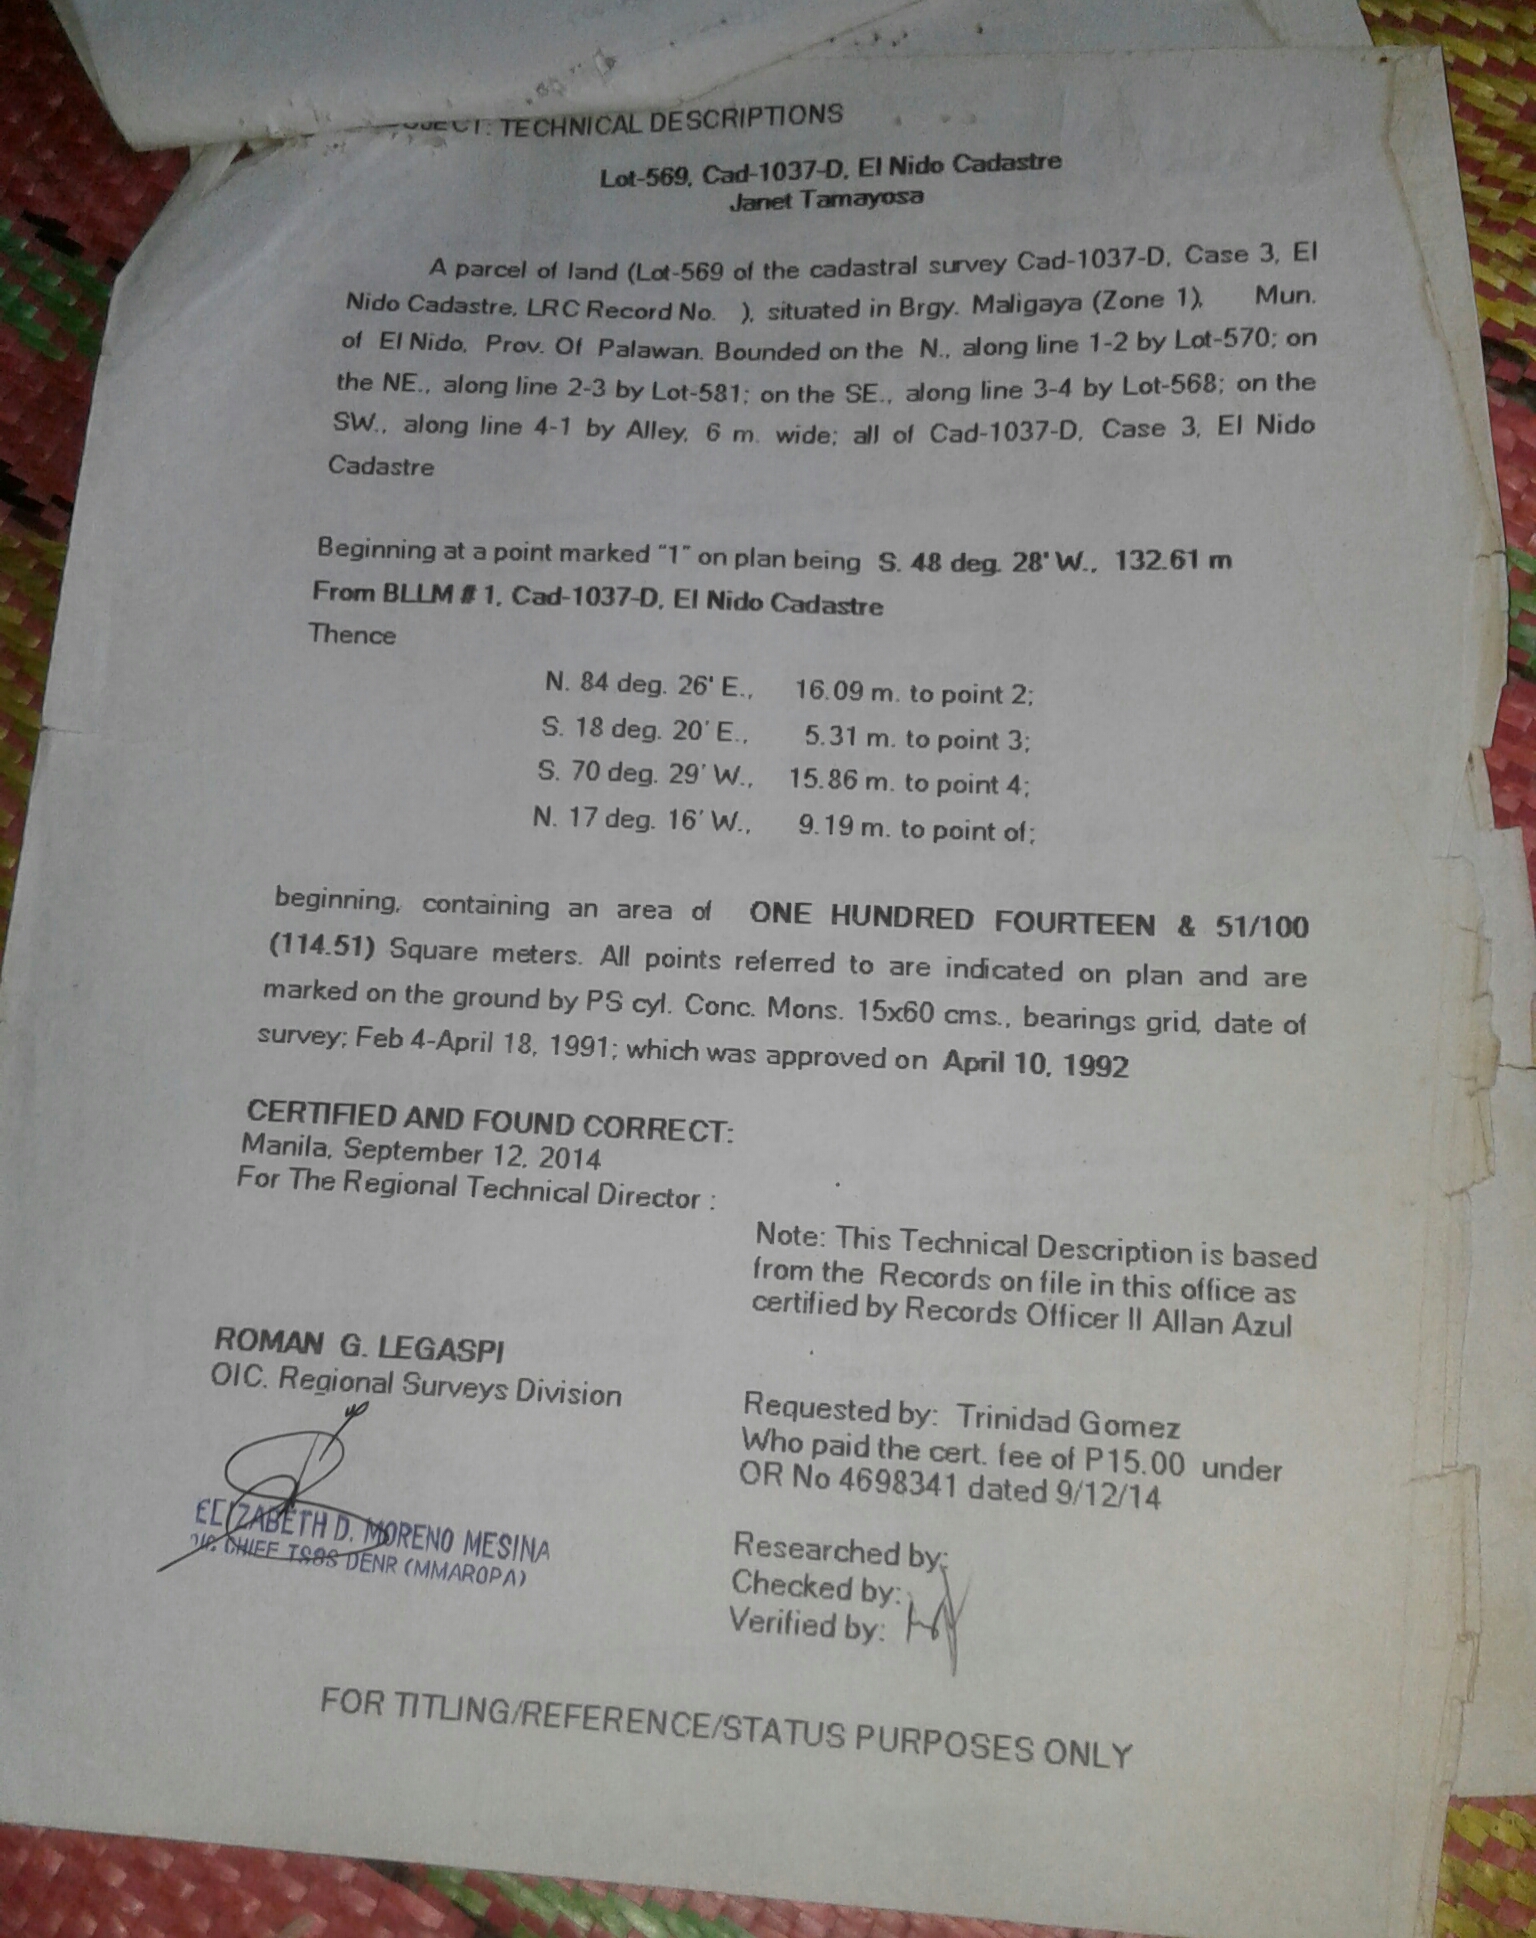 TECHNICAL DESCRIPTIONS
Lot-569, Cad-1037-D, El Nido Cadastre
Janet Tamayosa
A parcel of land (Lot-569 of the cadastral survey Cad-1037-D, Case 3, El
Nido Cadastre, LRC Record No. ), situated in Brgy. Maligaya (Zone 1), Mun.
of El Nido, Prov. Of Palawan. Bounded on the N., along line 1-2 by Lot-570; on
the NE., along line 2-3 by Lot-581; on the SE., along line 3-4 by Lot-568; on the
SW., along line 4-1 by Alley, 6 m. wide; all of Cad-1037-D, Case 3, El Nido
Cadastre
Beginning at a point marked "1" on plan being S. 48 deg. 28' W., 132.61 m
From BLLM # 1, Cad-1037-D, El Nido Cadastre
Thence
N. 84 deg. 26' E., 16.09 m. to point 2;
S. 18 deg. 20' E., 5.31 m. to point 3;
S. 70 deg. 29' W., 15.86 m. to point 4;
N. 17 deg. 16' W., 9.19 m. to point of;
beginning, containing an area of ONE HUNDRED FOURTEEN & 51/100
(114.51) Square meters. All points referred to are indicated on plan and are
marked on the ground by PS cyl. Conc. Mons. 15x60 cms., bearings grid, date of
survey; Feb 4-April 18, 1991; which was approved on April 10, 1992
CERTIFIED AND FOUND CORRECT:
Manila, September 12, 2014
For The Regional Technical Director :
Note: This Technical Description is based
from the Records on file in this office as
certified by Records Officer II Allan Azul
ROMAN G. LEGASPI
OIC. Regional Surveys Division
Requested by: Trinidad Gomez
Who paid the cert. fee of P15.00 under
OR No 4698341 dated 9/12/14
ELIZABETH D. MORENO MESINA
OIC CHIEF TSSS DENR (MMAROPA)
Researched by:
Checked by:
Verified by:
FOR TITLING/REFERENCE/STATUS PURPOSES ONLY